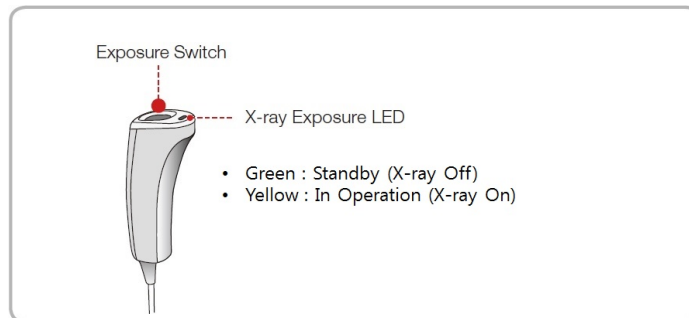 Exposure Switch
X-ray Exposure LED
• Green : Standby (X-ray Off)
• Yellow : In Operation (X-ray On)